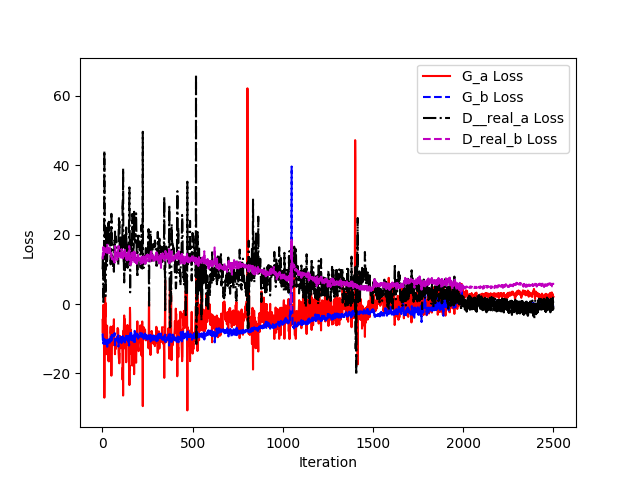 G_a Loss
G_b Loss
D__real_a Loss
D_real_b Loss
60
40
20
0
−20
Loss
0
500
1000
1500
2000
2500
Iteration